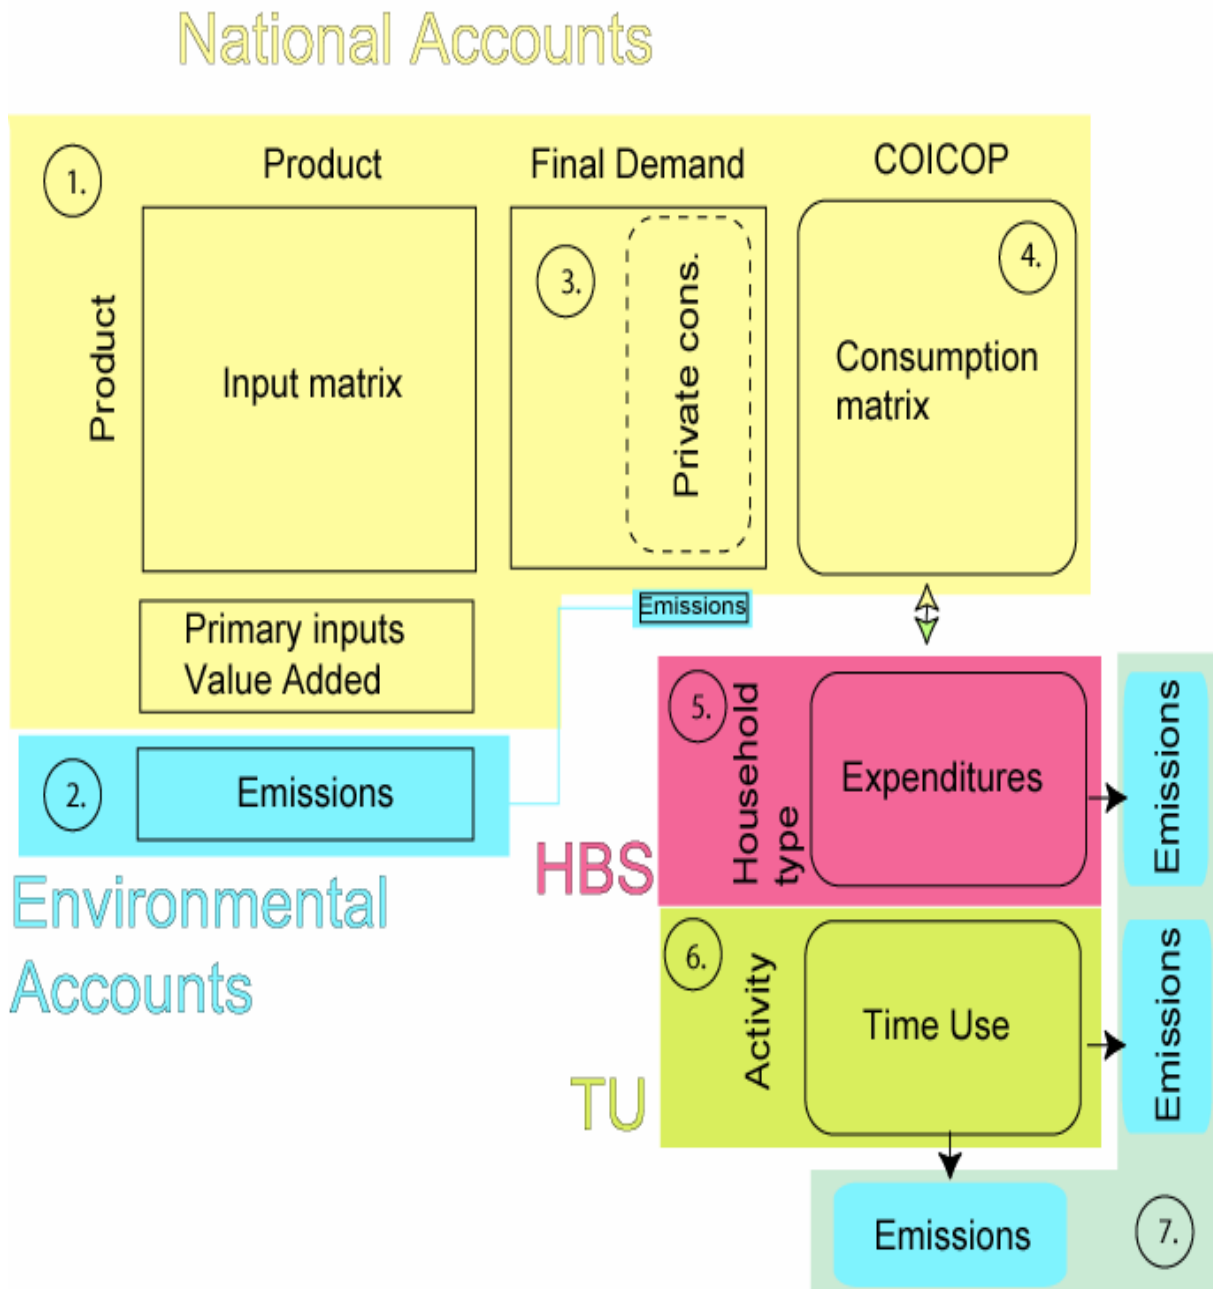 National Accounts
1.
Product
Final Demand
COICOP
Product
Input matrix
3.
Private cons.
4.
Consumption
matrix
Primary inputs
Value Added
Emissions
2.
Emissions
Environmental
Accounts
HBS
5.
Household
type
Expenditures
Emissions
TU
6.
Activity
Time Use
Emissions
Emissions
7.